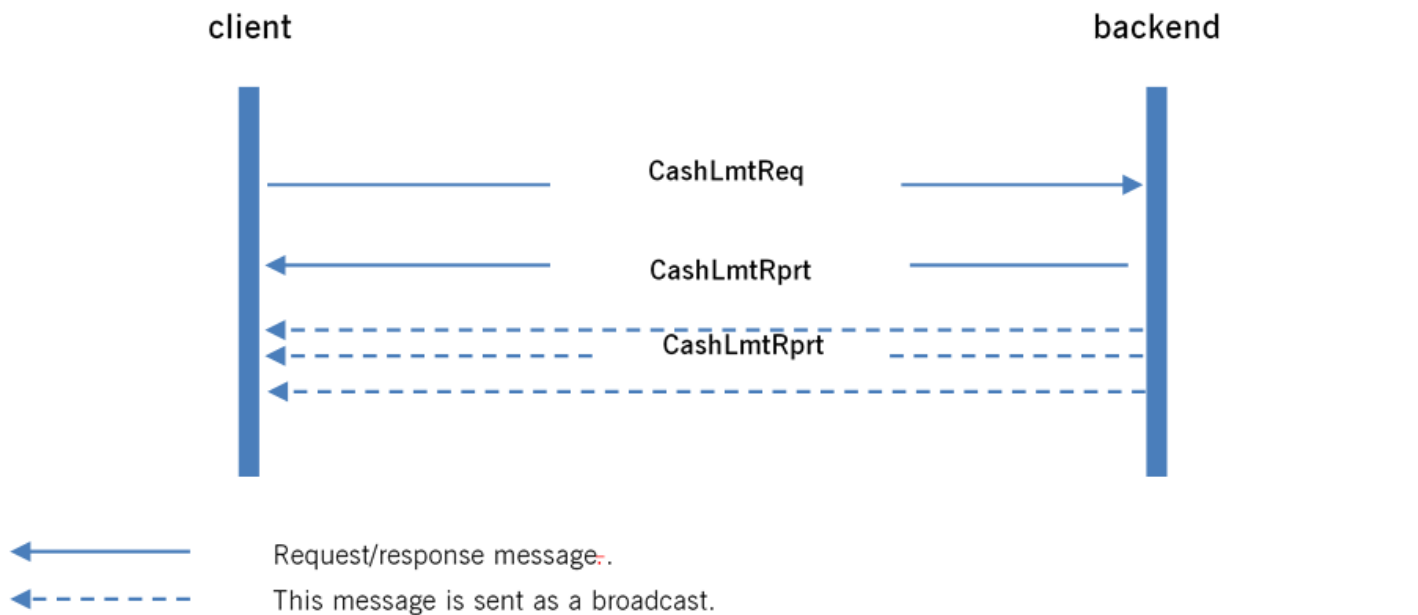 client
backend
CashLmtReq
CashLmtRprt
CashLmtRprt
Request/response message..
This message is sent as a broadcast.